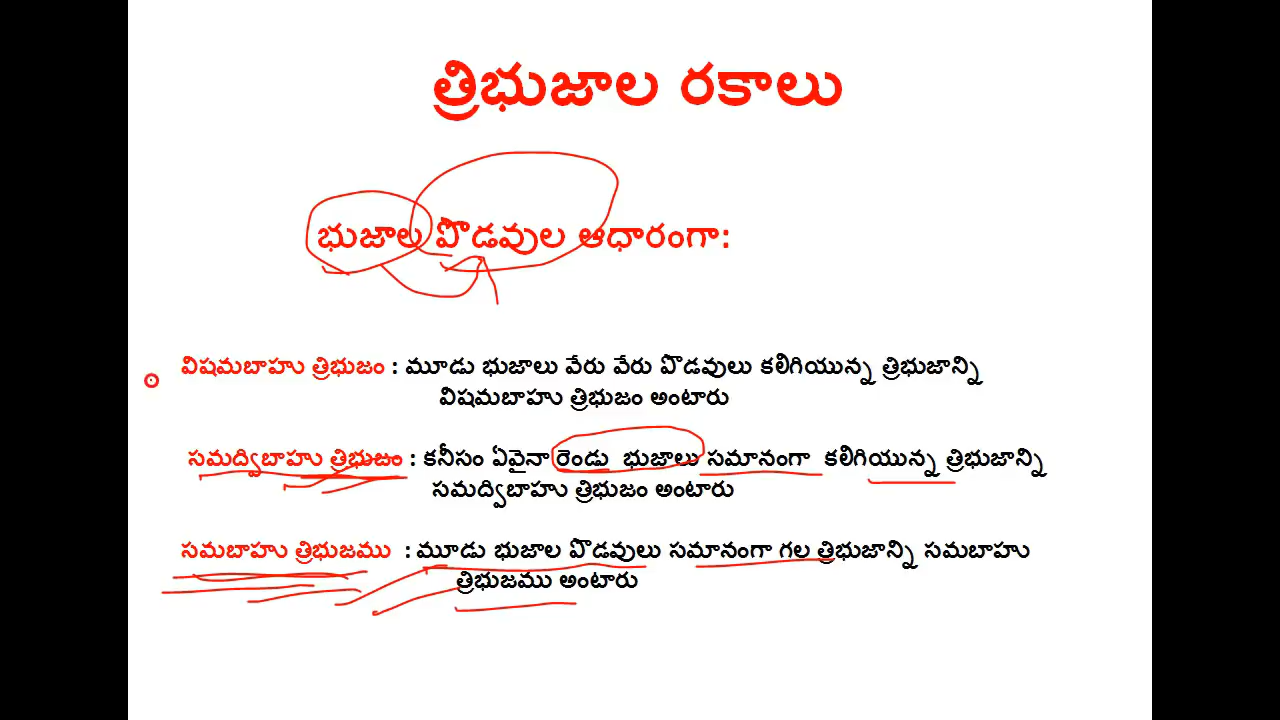 త్రిభుజాల రకాలు
భుజాల పొడవుల ఆధారంగా:
విషమబాహు త్రిభుజం : మూడు భుజాలు వేరు వేరు పొడవులు కలిగియున్న త్రిభుజాన్ని
విషమబాహు త్రిభుజం అంటారు
సమద్విబాహు త్రిభుజం : కనీసం ఏవైనా రెండు భుజాలు సమానంగా కలిగియున్న త్రిభుజాన్ని
సమద్విబాహు త్రిభుజం అంటారు
సమబాహు త్రిభుజము : మూడు భుజాల పొడవులు సమానంగా గల త్రిభుజాన్ని సమబాహు
త్రిభుజము అంటారు